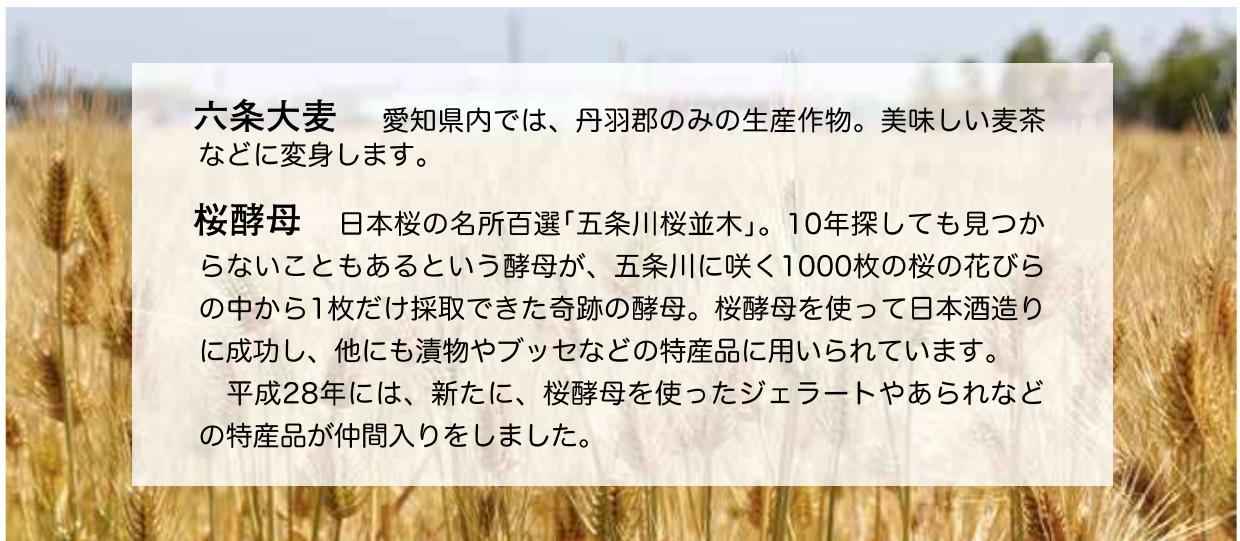 六条大麦　愛知県内では、丹羽郡のみの生産作物。美味しい麦茶
などに変身します。
桜酵母　日本桜の名所百選「五条川桜並木」。10年探しても見つか
らないこともあるという酵母が、五条川に咲く1000枚の桜の花びら
の中から1枚だけ採取できた奇跡の酵母。桜酵母を使って日本酒造り
に成功し、他にも漬物やブッセなどの特産品に用いられています。
　平成28年には、新たに、桜酵母を使ったジェラートやあられなど
の特産品が仲間入りをしました。